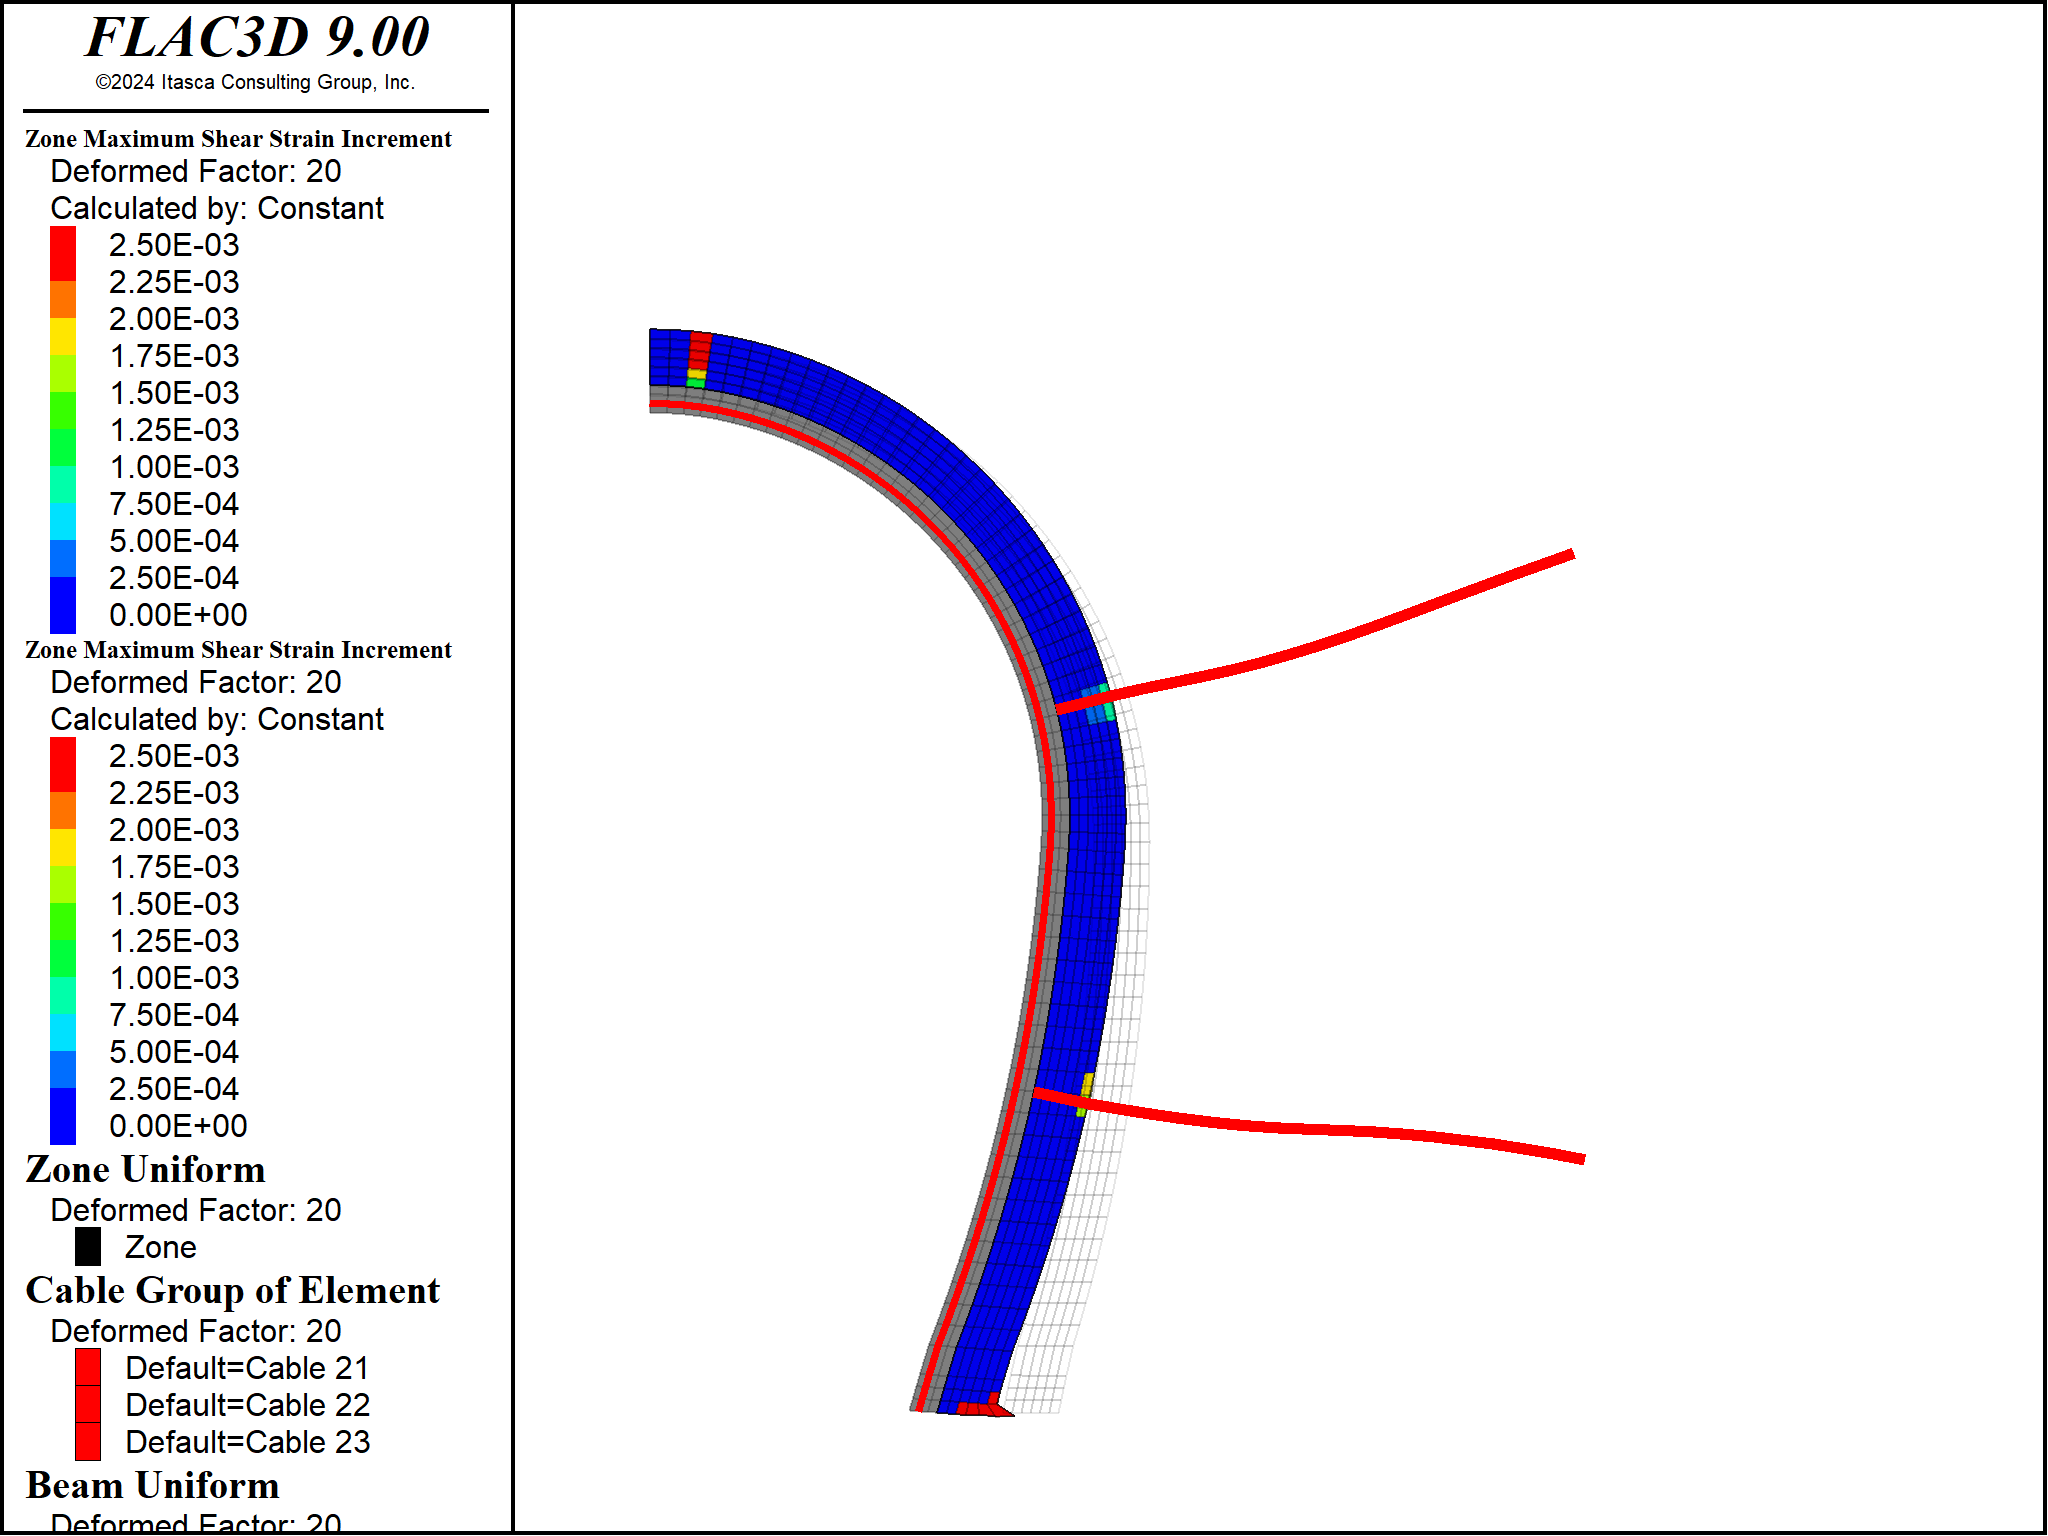 FLAC3D 9.00
©2024 Itasca Consulting Group, Inc.
Zone Maximum Shear Strain Increment
Deformed Factor: 20
Calculated by: Constant
2.50E-03
2.25E-03
2.00E-03
1.75E-03
1.50E-03
1.25E-03
1.00E-03
7.50E-04
5.00E-04
2.50E-04
0.00E+00
Zone Maximum Shear Strain Increment
Deformed Factor: 20
Calculated by: Constant
2.50E-03
2.25E-03
2.00E-03
1.75E-03
1.50E-03
1.25E-03
1.00E-03
7.50E-04
5.00E-04
2.50E-04
0.00E+00
Zone Uniform
Deformed Factor: 20
Zone
Cable Group of Element
Deformed Factor: 20
Default=Cable 21
Default=Cable 22
Default=Cable 23
Beam Uniform
Deformed Factor: 20